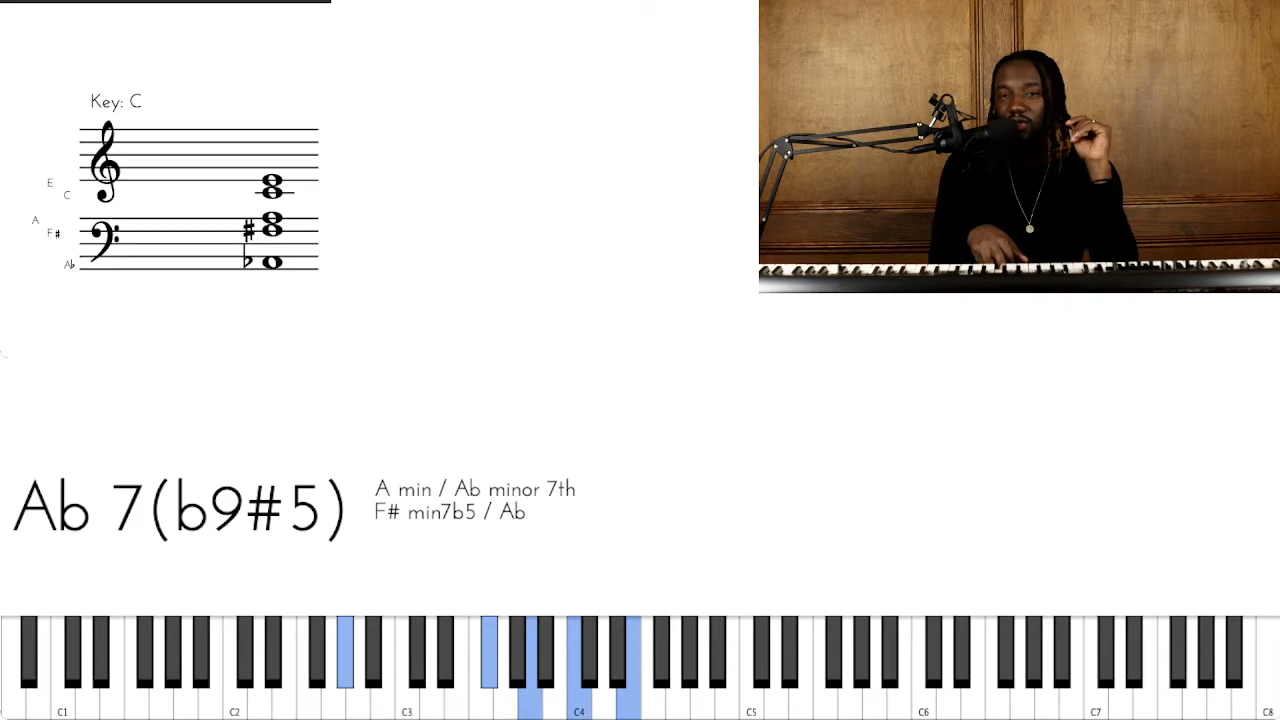 Key: C
E
C
A
F#
Ab
Ab 7(b9#5)
A min / Ab minor 7th
F# min7b5 / Ab
C1 C2 C3 C4 C5 C6 C7 C8